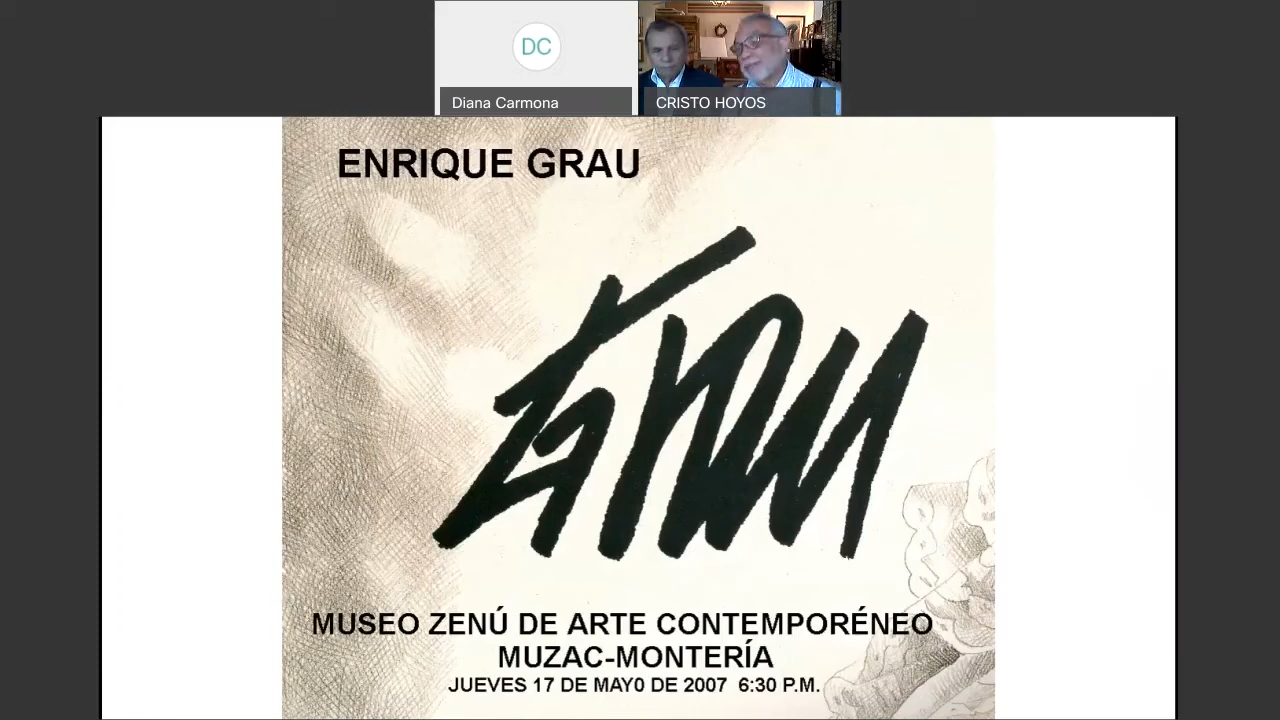 DC
Diana Carmona
CRISTO HOYOS
ENRIQUE GRAU
Grau
MUSEO ZENÚ DE ARTE CONTEMPORÉNEO
MUZAC-MONTERÍA
JUEVES 17 DE MAY0 DE 2007 6:30 P.M.